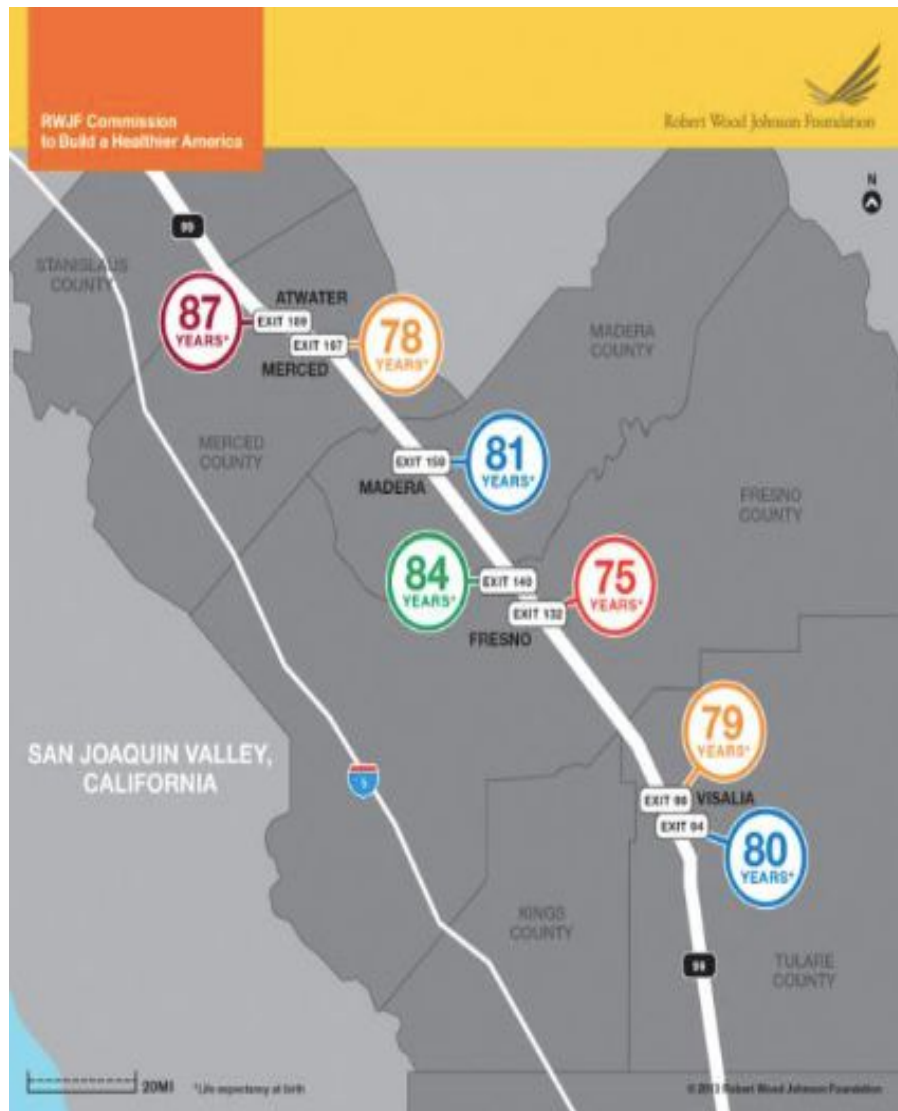 RWJF Commission
to Build a Healthier America
Robert Wood Johnson Foundation
N
99
STANISLAUS
COUNTY
ATWATER
87
YEARS*
EXIT 189
78
YEARS*
EXIT 187
MERCED
MADERA
COUNTY
MERCED
COUNTY
81
YEARS*
EXIT 159
MADERA
FRESNO
COUNTY
84
YEARS*
EXIT 140
75
YEARS*
EXIT 132
FRESNO
79
YEARS*
SAN JOAQUIN VALLEY,
CALIFORNIA
5
EXIT
VISALIA
EXIT 94
80
YEARS*
KINGS
COUNTY
99
TULARE
COUNTY
20MI
*Life expectancy at birth
© 2013 Robert Wood Johnson Foundation